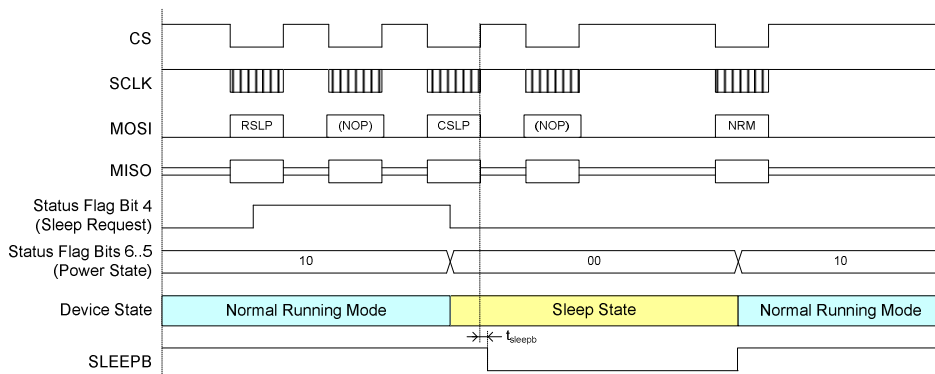 CS
SCLK
MOSI
RSLP
(NOP)
CSLP
(NOP)
NRM
MISO
Status Flag Bit 4
(Sleep Request)
Status Flag Bits 6..5
(Power State)
10
00
10
Device State
Normal Running Mode
Sleep State
Normal Running Mode
tsleepb
SLEEPB